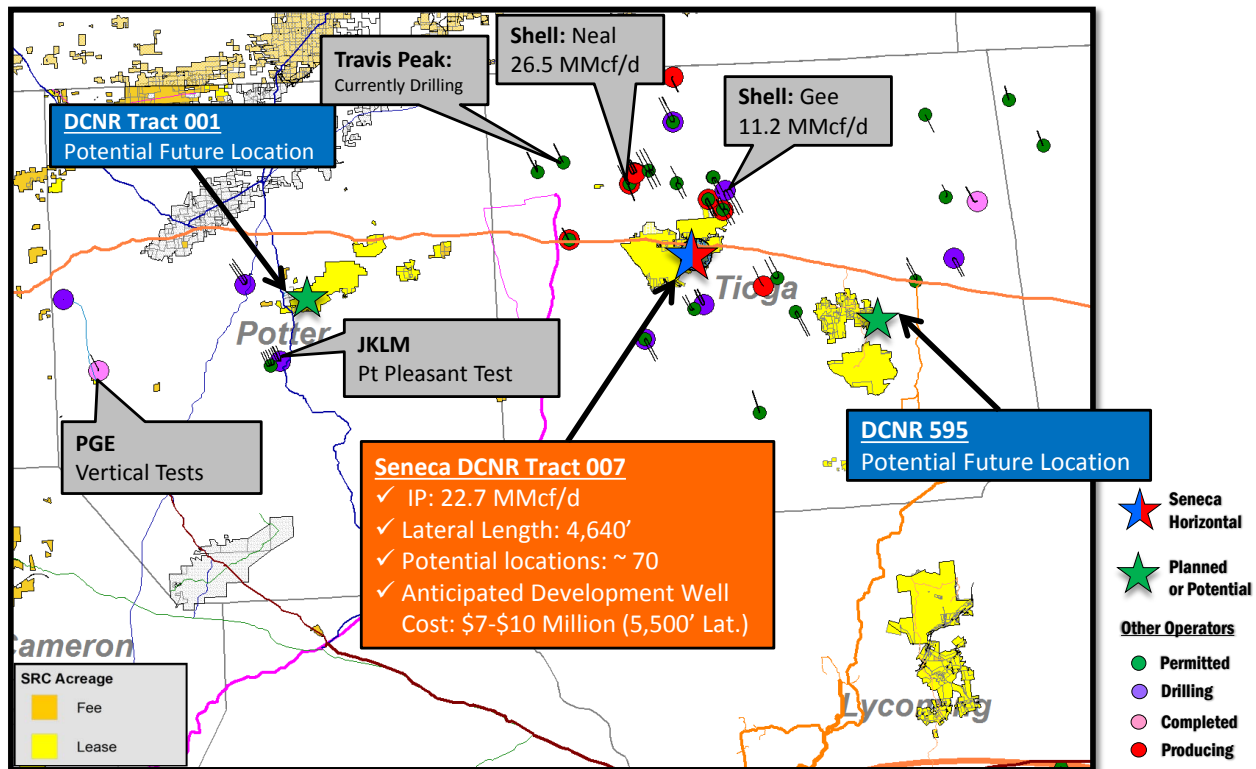 Shell: Neal
26.5 MMcf/d
Travis Peak:
Currently Drilling
Shell: Gee
11.2 MMcf/d
DCNR Tract 001
Potential Future Location
Tioga
Potter
JKLM
Pt Pleasant Test
PGE
Vertical Tests
DCNR 595
Potential Future Location
Seneca DCNR Tract 007
✓ IP: 22.7 MMcf/d
✓ Lateral Length: 4,640’
✓ Potential locations: ~ 70
✓ Anticipated Development Well
Cost: $7-$10 Million (5,500’ Lat.)
Cameron
Lycoming
SRC Acreage
Fee
Lease
Seneca
Horizontal
Planned
or Potential
Other Operators
Permitted
Drilling
Completed
Producing